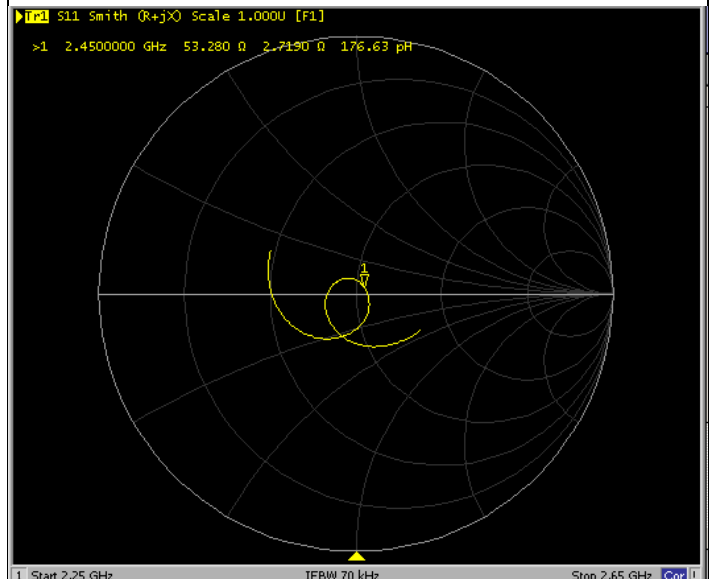 Tr1 S11 Smith (R+jX) Scale 1.000U [F1]
>1 2.4500000 GHz 53.280 Ω 2.7190 Ω 176.63 pH
1
1 Start 2.25 GHz IFBW 70 kHz Stop 2.65 GHz Cor !